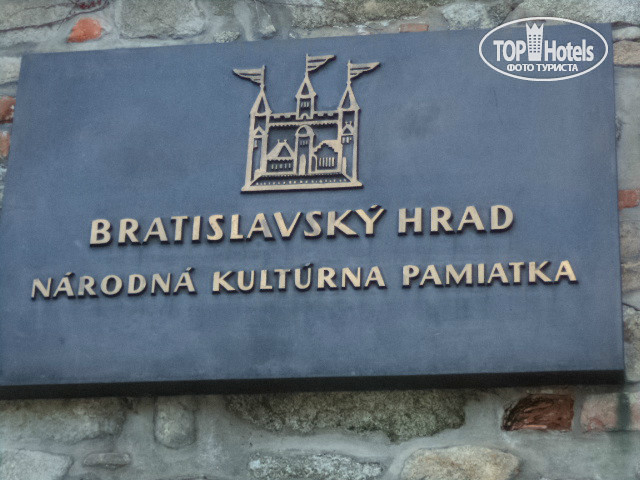 TOP Hotels
ФОТО ТУРИСТА
BRATISLAVSKÝ HRAD
NÁRODNÁ KULTÚRNA PAMIATKA